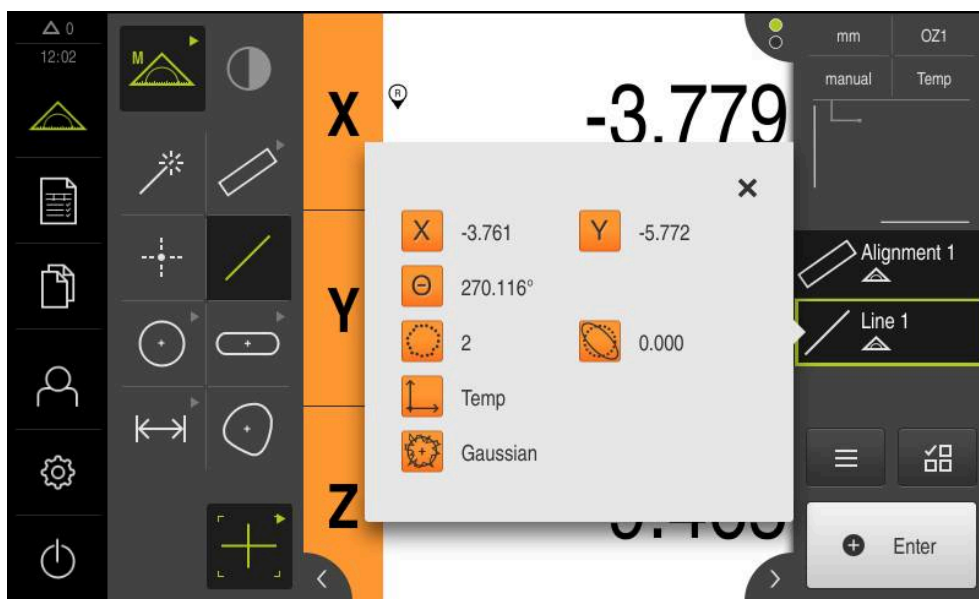 0
12:02
M
X
R
-3.779
mm
OZ1
manual
Temp
X
-3.761
Y
-5.772
Θ
270.116°
2
0.000
Temp
Gaussian
Y
Z
Alignment 1
Line 1
Enter